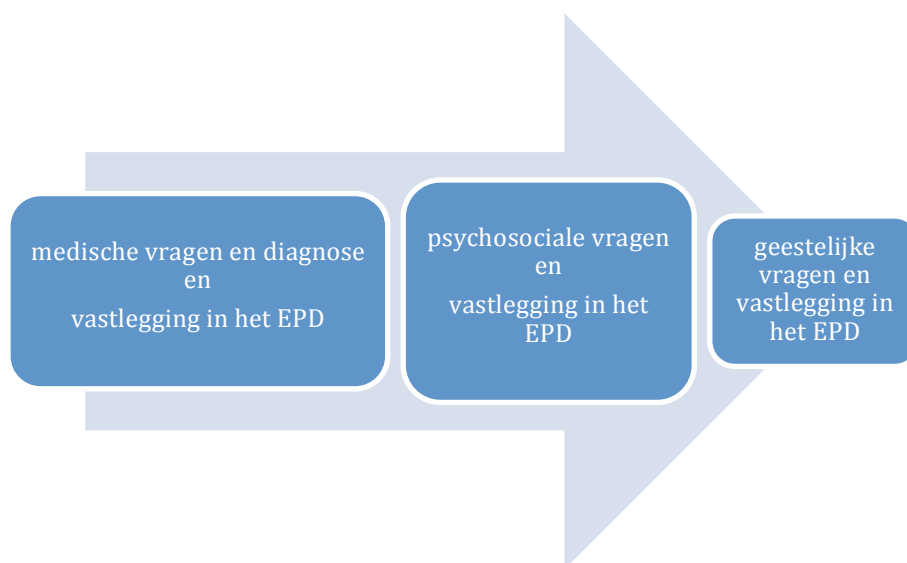 medische vragen en diagnose
en
vastlegging in het EPD
psychosociale vragen
en
vastlegging in het
EPD
geestelijke
vragen en
vastlegging in
het EPD